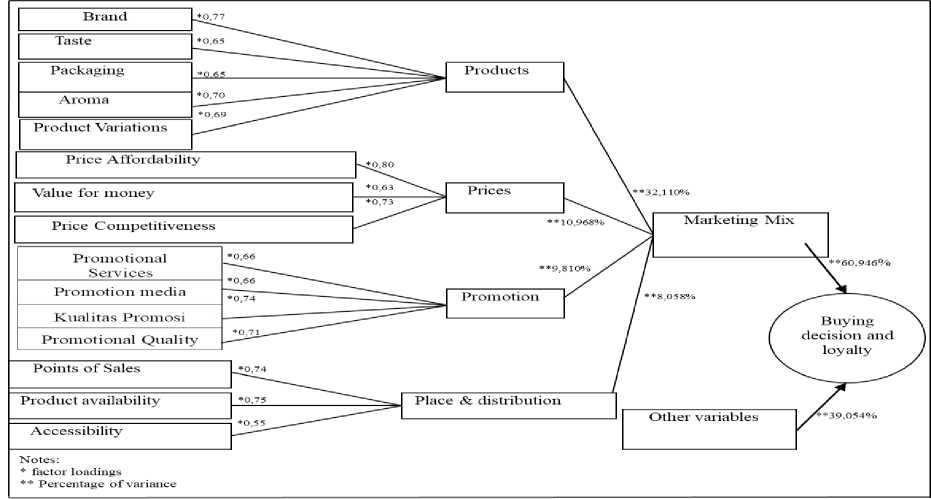 Brand
*0,77
Taste
*0,65
Packaging
*0,65
Aroma
*0,70
Product Variations
*0,69
Products
Price Affordability
*0,80
Value for money
*0,63
Price Competitiveness
*0,73
Prices
Promotional
Services
*0,66
Promotion media
*0,66
Kualitas Promosi
*0,74
Promotional Quality
*0,71
Promotion
Points of Sales
*0,74
Product availability
*0,75
Accessibility
*0,55
Place & distribution
**32,110%
**10,968%
**9,810%
**8,058%
Marketing Mix
**60,946%
Buying
decision and
loyalty
Other variables
**39,054%
Notes:
* factor loadings
** Percentage of variance